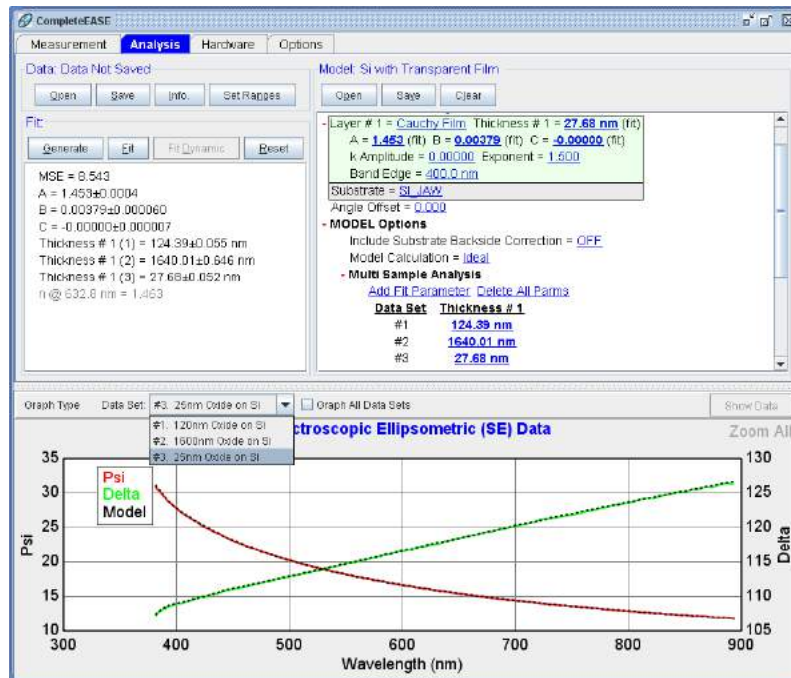 CompleteEASE
Measurement Analysis Hardware Options
Data: Data Not Saved
Open Save Info. Set Ranges
Fit:
Generate Fit Fit Dynamic Reset
MSE = 8.543
A = 1.453±0.0004
B = 0.00379±0.000060
C = -0.00000±0.000007
Thickness # 1 (1) = 124.39±0.055 nm
Thickness # 1 (2) = 1640.01±0.646 nm
Thickness # 1 (3) = 27.68±0.052 nm
n @ 632.8 nm = 1.463
Model: Si with Transparent Film
Open Save Clear
- Layer # 1 = Cauchy Film Thickness # 1 = 27.68 nm (fit)
A = 1.453 (fit) B = 0.00379 (fit) C = -0.00000 (fit)
k Amplitude = 0.00000 Exponent = 1.500
Band Edge = 400.0 nm
Substrate = SI_JAW
Angle Offset = 0.000
- MODEL Options
Include Substrate Backside Correction = OFF
Model Calculation = Ideal
- Multi Sample Analysis
Add Fit Parameter Delete All Parms
Data Set Thickness # 1
#1 124.39 nm
#2 1640.01 nm
#3 27.68 nm
Graph Type Data Set: #3. 25nm Oxide on Si Graph All Data Sets Show Data
#1. 120nm Oxide on Si
#2. 1600nm Oxide on Si
#3. 25nm Oxide on Si
ctroscopic Ellipsometric (SE) Data
Zoom All
Psi
Delta
Model
35
30
25
20
15
10
Psi
130
125
120
115
110
105
Delta
300 400 500 600 700 800 900
Wavelength (nm)